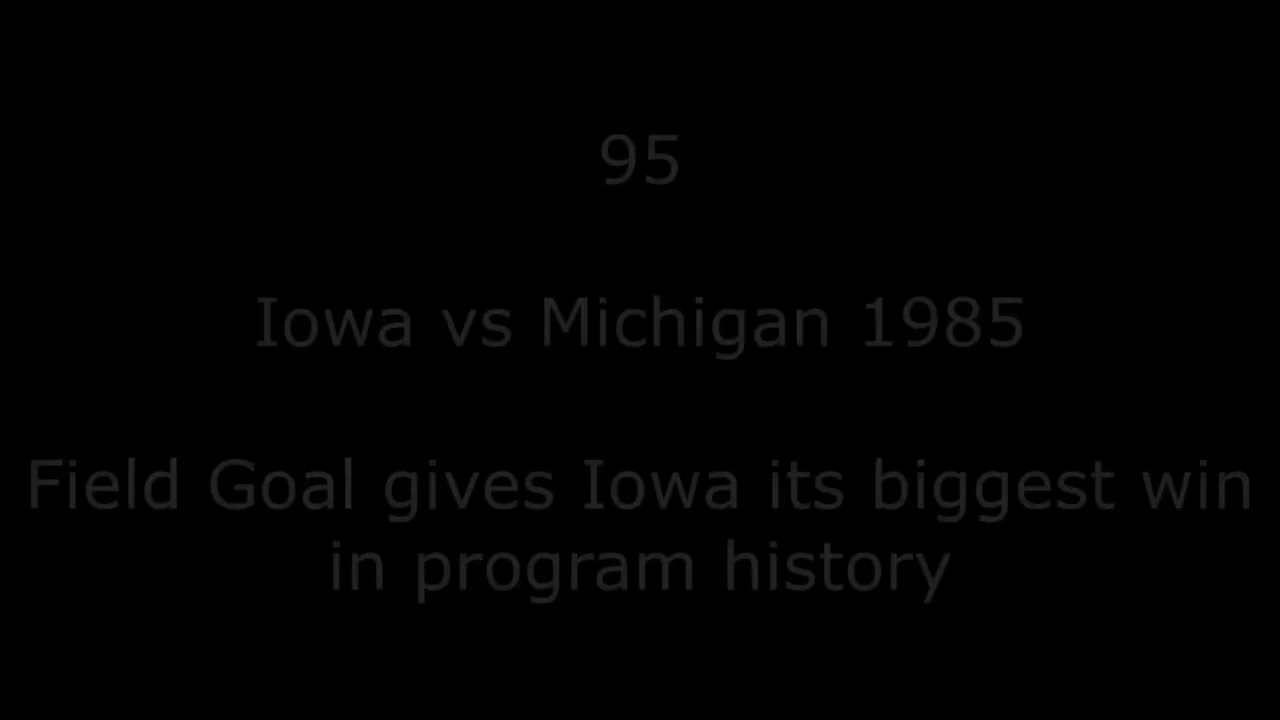 95
Iowa vs Michigan 1985
Field Goal gives Iowa its biggest win
in program history